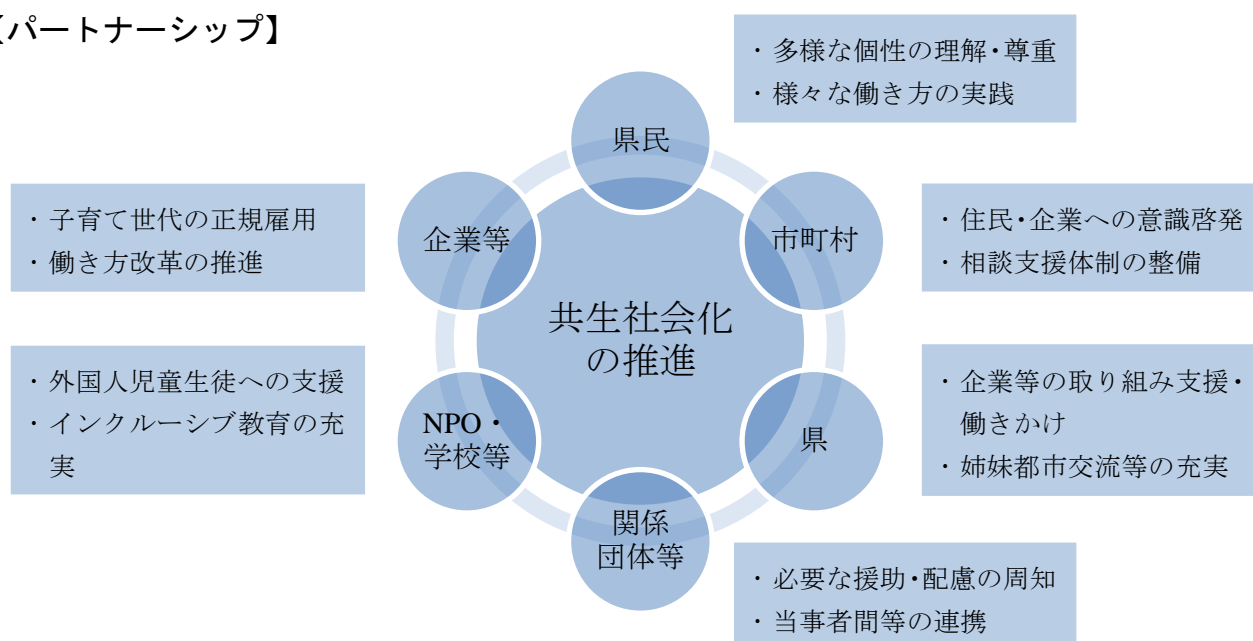 【パートナーシップ】
・多様な個性の理解・尊重
・様々な働き方の実践
県民
・子育て世代の正規雇用
・働き方改革の推進
企業等
市町村
・住民・企業への意識啓発
・相談支援体制の整備
共生社会化
の推進
・外国人児童生徒への支援
・インクルーシブ教育の充
実
NPO・
学校等
県
・企業等の取り組み支援・
働きかけ
・姉妹都市交流等の充実
関係
団体等
・必要な援助・配慮の周知
・当事者間等の連携